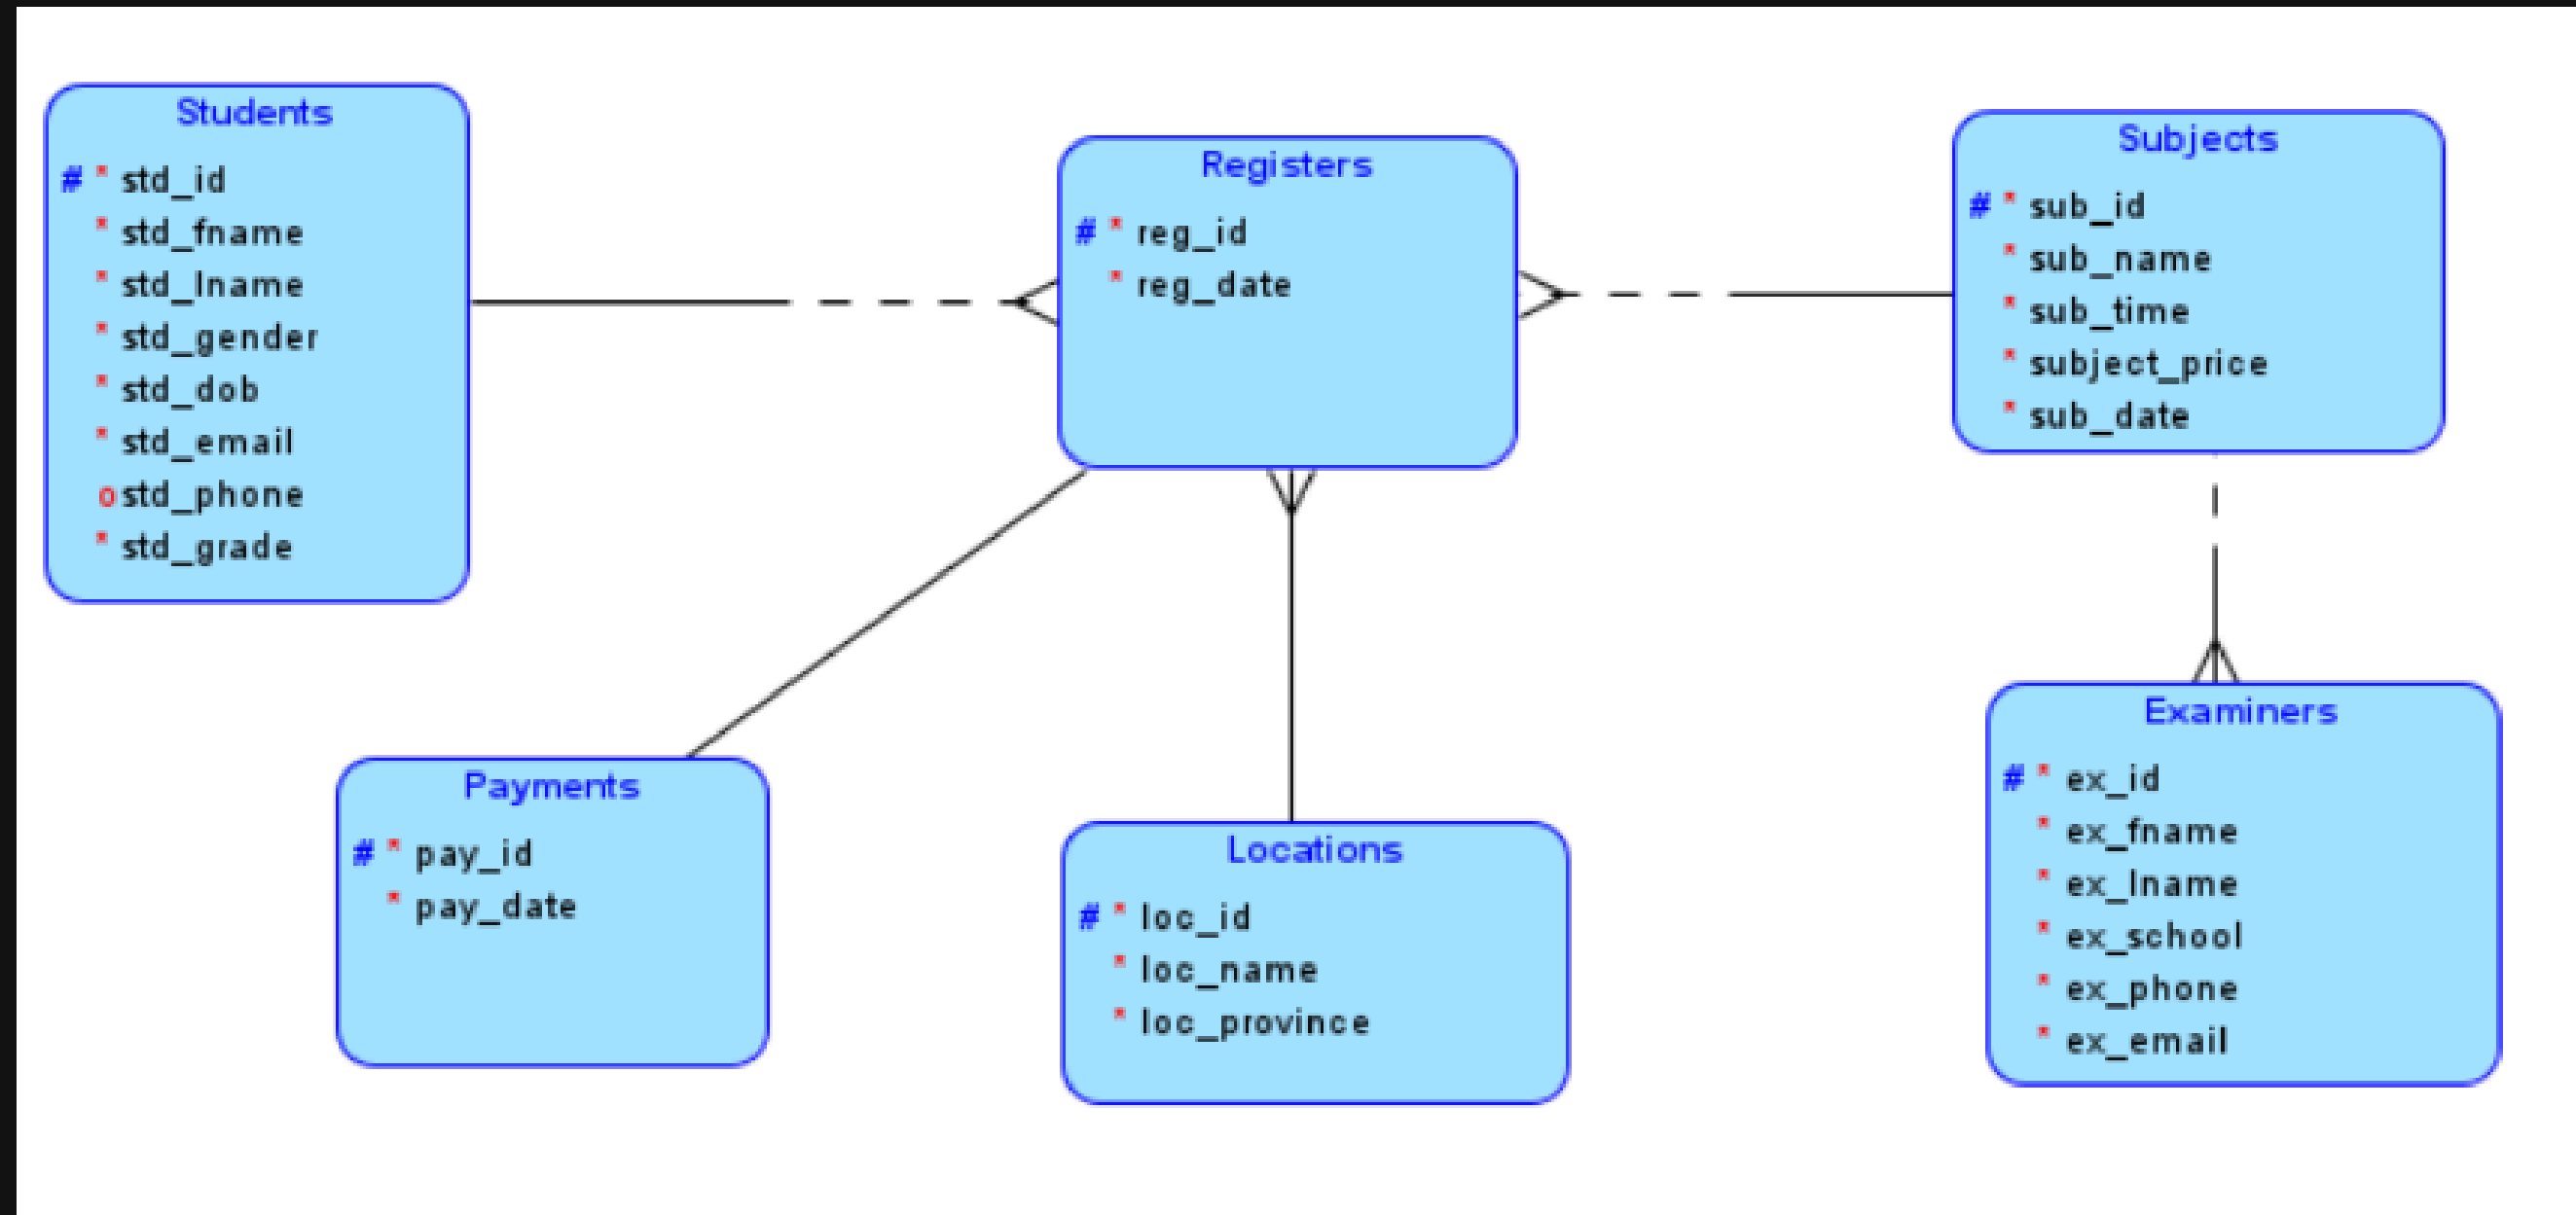 Students
# * std_id
* std_fname
* std_lname
* std_gender
* std_dob
* std_email
o std_phone
* std_grade
Registers
# * reg_id
* reg_date
Subjects
# * sub_id
* sub_name
* sub_time
* subject_price
* sub_date
Payments
# * pay_id
* pay_date
Locations
# * loc_id
* loc_name
* loc_province
Examiners
# * ex_id
* ex_fname
* ex_lname
* ex_school
* ex_phone
* ex_email